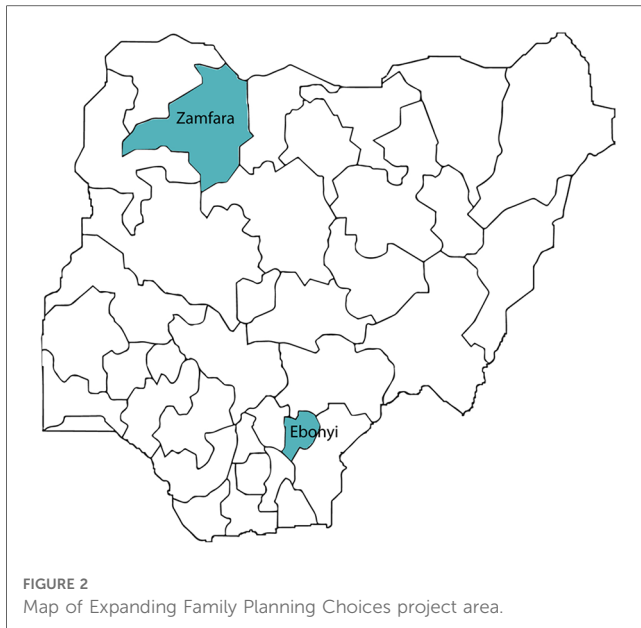 Zamfara
Ebonyi
FIGURE 2
Map of Expanding Family Planning Choices project area.